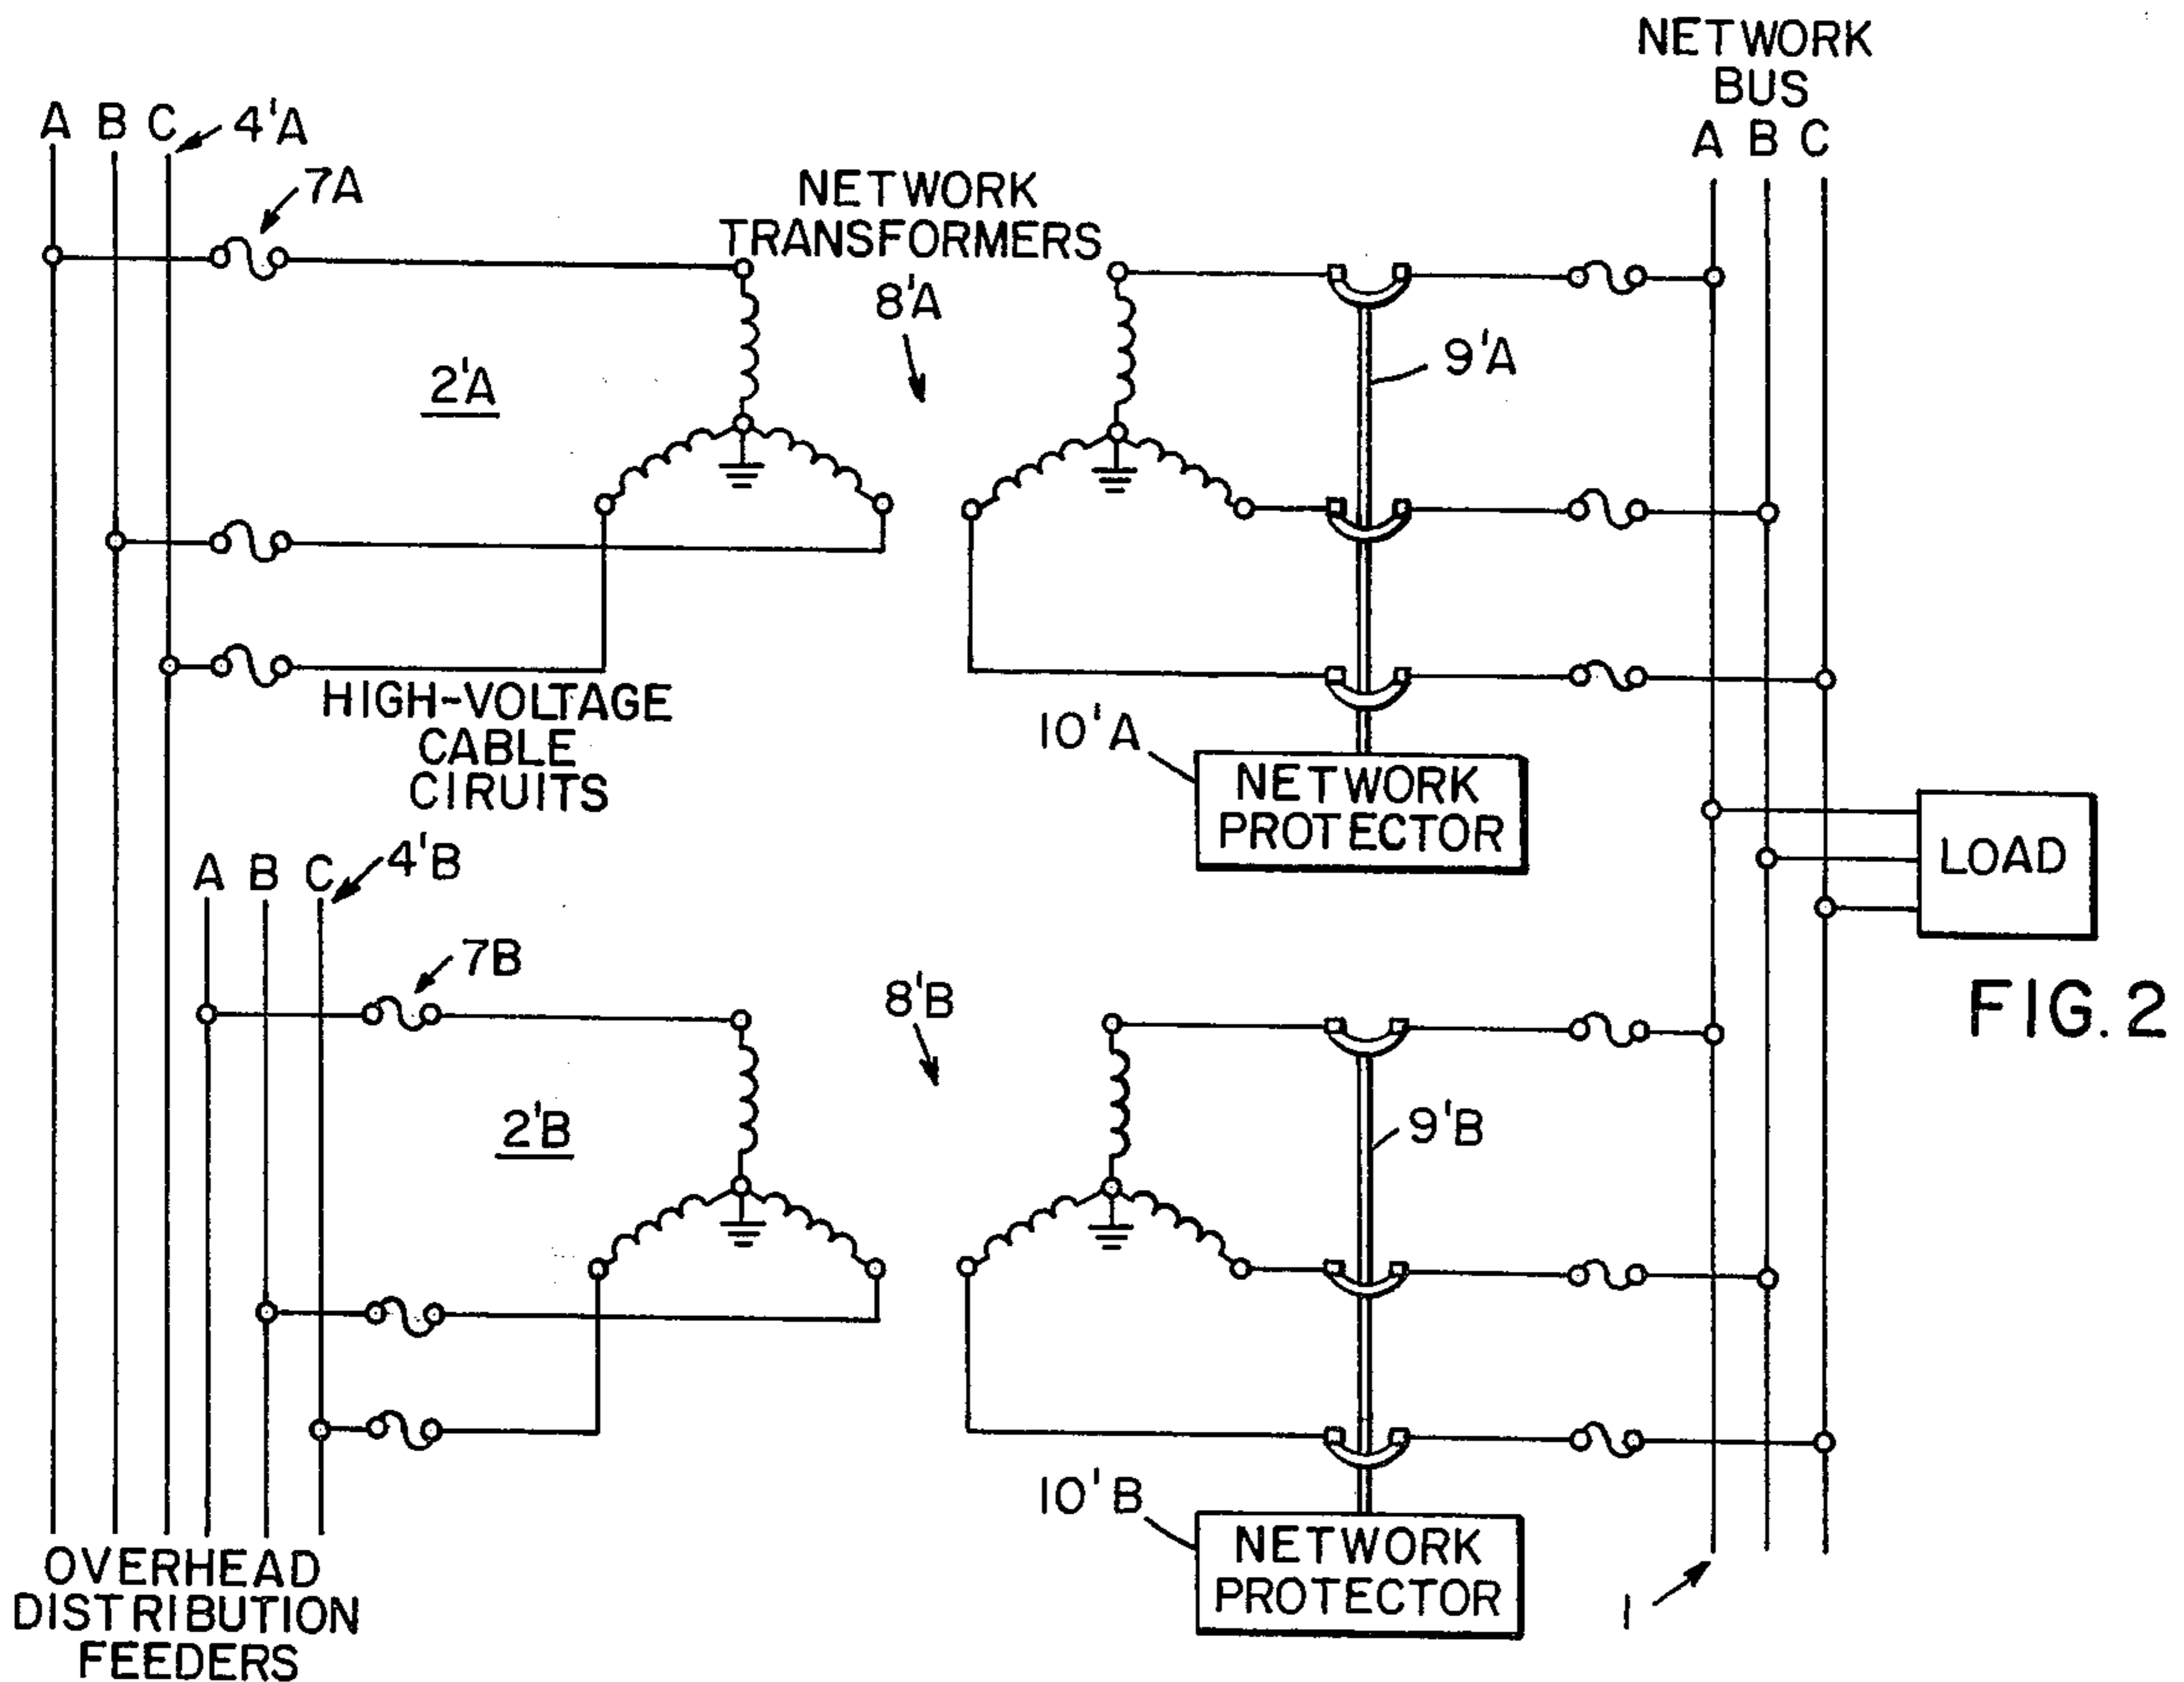 NETWORK
BUS
A B C
A B C
4'A
7A
NETWORK
TRANSFORMERS
8'A
9'A
2'A
HIGH-VOLTAGE
CABLE
CIRUITS
10'A
NETWORK
PROTECTOR
LOAD
A B C
4'B
7B
8'B
FIG. 2
2'B
9'B
10'B
NETWORK
PROTECTOR
1
OVERHEAD
DISTRIBUTION
FEEDERS